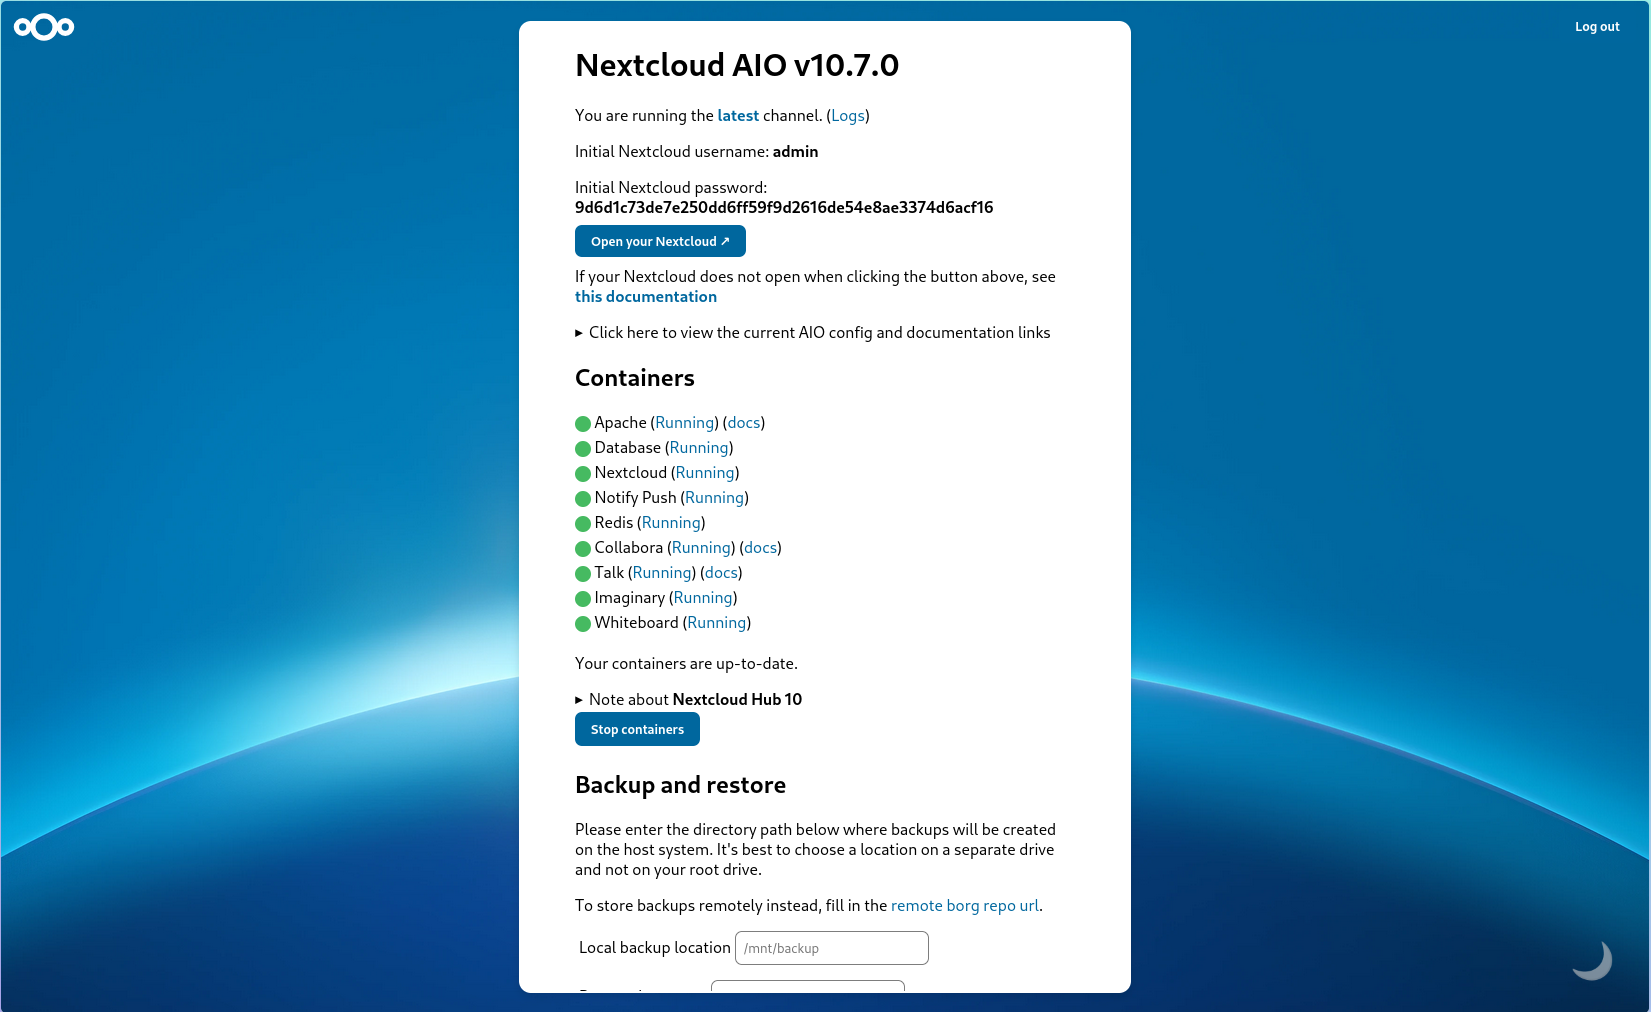 Log out
Nextcloud AIO v10.7.0
You are running the latest channel. (Logs)
Initial Nextcloud username: admin
Initial Nextcloud password:
9d6d1c73de7e250dd6ff59f9d2616de54e8ae3374d6acf16
Open your Nextcloud ↗
If your Nextcloud does not open when clicking the button above, see
this documentation
▸ Click here to view the current AIO config and documentation links
Containers
Apache (Running) (docs)
Database (Running)
Nextcloud (Running)
Notify Push (Running)
Redis (Running)
Collabora (Running) (docs)
Talk (Running) (docs)
Imaginary (Running)
Whiteboard (Running)
Your containers are up-to-date.
▸ Note about Nextcloud Hub 10
Stop containers
Backup and restore
Please enter the directory path below where backups will be created
on the host system. It's best to choose a location on a separate drive
and not on your root drive.
To store backups remotely instead, fill in the remote borg repo url.
Local backup location /mnt/backup